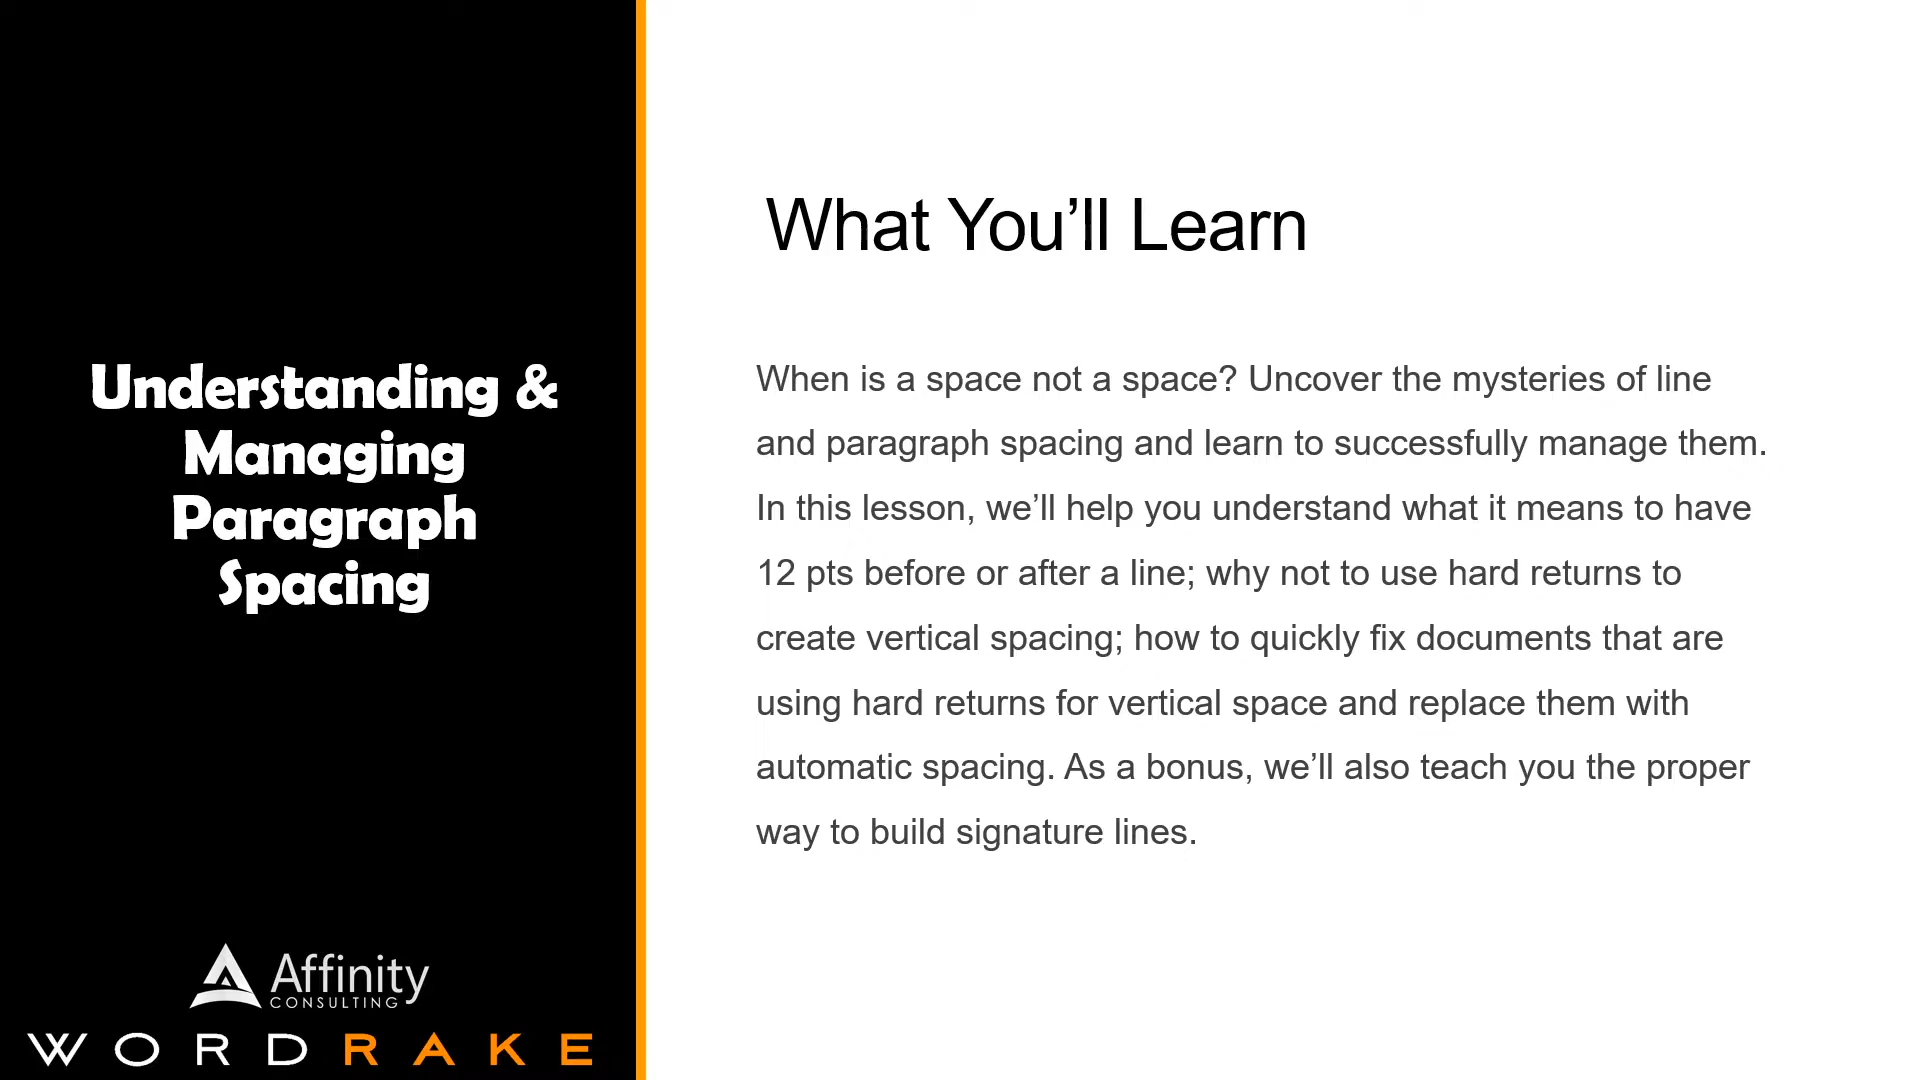 Understanding &
Managing
Paragraph
Spacing
Affinity
CONSULTING
WORDRAKE
What You’ll Learn
When is a space not a space? Uncover the mysteries of line
and paragraph spacing and learn to successfully manage them.
In this lesson, we’ll help you understand what it means to have
12 pts before or after a line; why not to use hard returns to
create vertical spacing; how to quickly fix documents that are
using hard returns for vertical space and replace them with
automatic spacing. As a bonus, we’ll also teach you the proper
way to build signature lines.